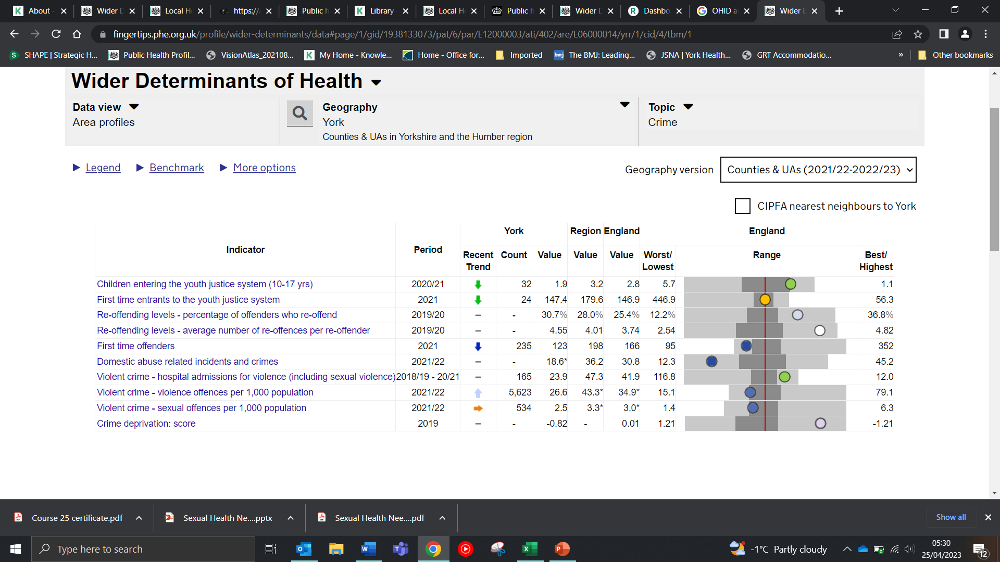 About -
Wider D
Local H
https://
Public h
Library -
Local H
Public h
Wider D
Dashbo
OHID a
Wider D
fingertips.phe.org.uk/profile/wider-determinants/data#page/1/gid/1938133073/pat/6/par/E12000003/ati/402/are/E06000014/yrr/1/cid/4/tbm/1
SHAPE | Strategic H...
Public Health Profil...
VisionAtlas_202108...
My Home - Knowle...
Home - Office for...
Imported
The BMJ: Leading...
JSNA | York Health...
GRT Accommodatio...
»
Other bookmarks
Wider Determinants of Health
Data view
Area profiles
Geography
York
Counties & UAs in Yorkshire and the Humber region
Topic
Crime
Legend
Benchmark
More options
Geography version
Counties & UAs (2021/22-2022/23)
CIPFA nearest neighbours to York
York Region England England
Indicator Period Recent Trend Count Value Value Value Worst/ Lowest Range Best/ Highest
Children entering the youth justice system (10-17 yrs) 2020/21 32 1.9 3.2 2.8 5.7 1.1
First time entrants to the youth justice system 2021 24 147.4 179.6 146.9 446.9 56.3
Re-offending levels - percentage of offenders who re-offend 2019/20 – - 30.7% 28.0% 25.4% 12.2% 36.8%
Re-offending levels - average number of re-offences per re-offender 2019/20 – - 4.55 4.01 3.74 2.54 4.82
First time offenders 2021 235 123 198 166 95 352
Domestic abuse related incidents and crimes 2021/22 – - 18.6* 36.2 30.8 12.3 45.2
Violent crime - hospital admissions for violence (including sexual violence) 2018/19 - 20/21 – 165 23.9 47.3 41.9 116.8 12.0
Violent crime - violence offences per 1,000 population 2021/22 5,623 26.6 43.3* 34.9* 15.1 79.1
Violent crime - sexual offences per 1,000 population 2021/22 534 2.5 3.3* 3.0* 1.4 6.3
Crime deprivation: score 2019 – - -0.82 - 0.01 1.21 -1.21
Course 25 certificate.pdf
Sexual Health Ne....pptx
Sexual Health Nee....pdf
Show all
Type here to search
-1°C Partly cloudy
05:30
25/04/2023
12